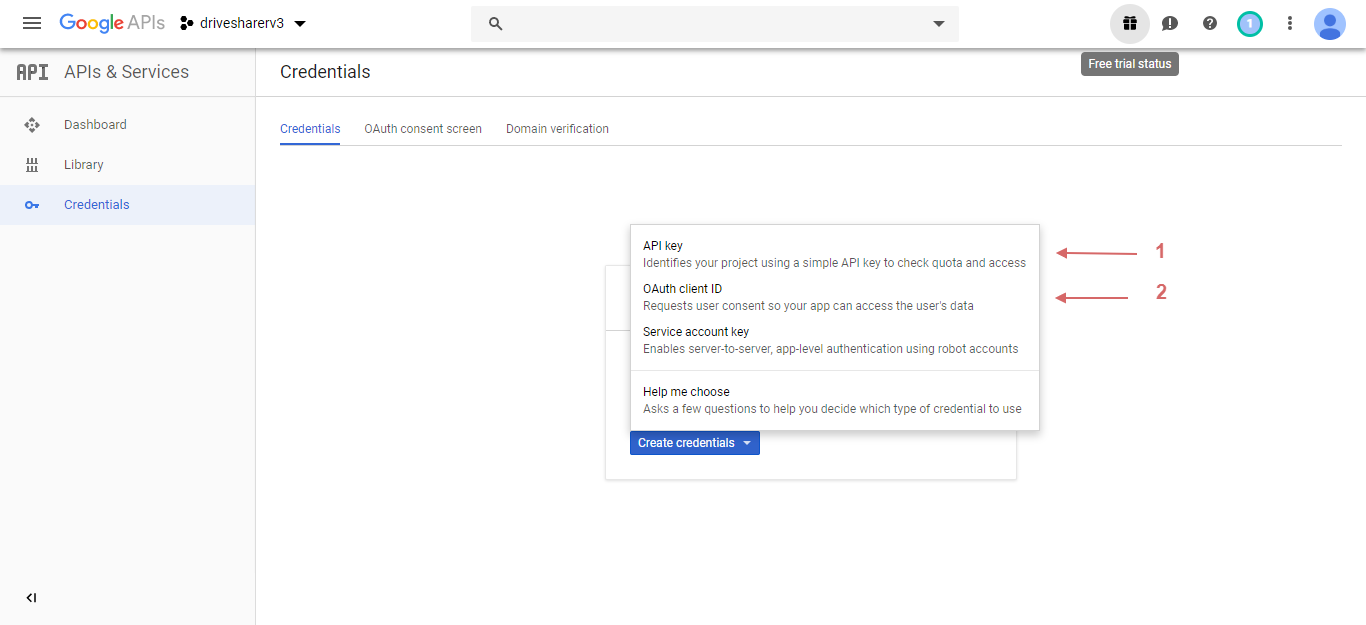 Google APIs
drivesharerv3
1
Free trial status
API APIs & Services
Credentials
Dashboard
Library
Credentials
Credentials OAuth consent screen Domain verification
API key
Identifies your project using a simple API key to check quota and access
1
OAuth client ID
Requests user consent so your app can access the user's data
2
Service account key
Enables server-to-server, app-level authentication using robot accounts
Help me choose
Asks a few questions to help you decide which type of credential to use
Create credentials